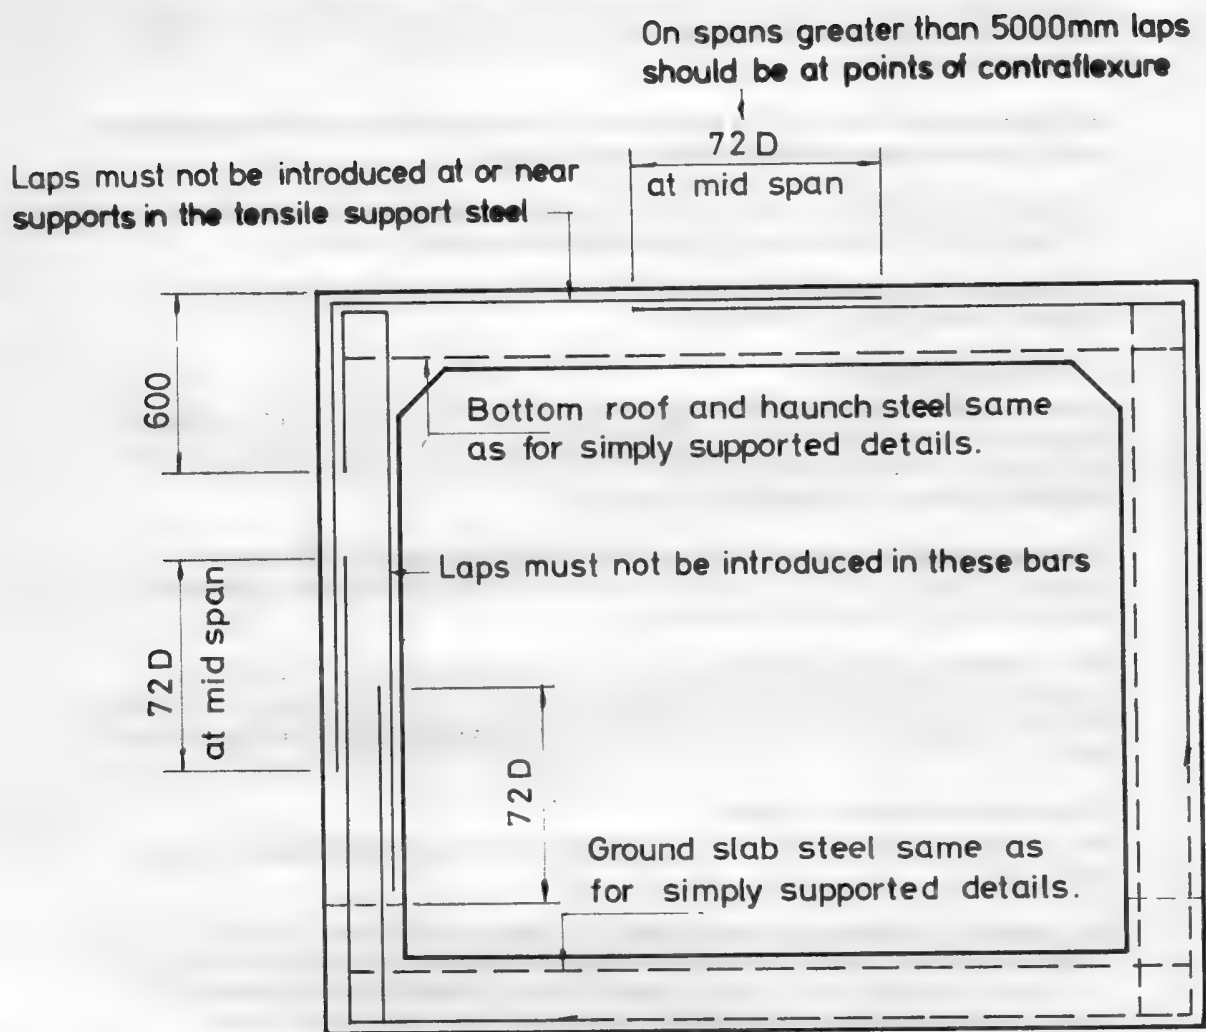 On spans greater than 5000mm laps
should be at points of contraflexure
72D
at mid span
Laps must not be introduced at or near
supports in the tensile support steel
600
Bottom roof and haunch steel same
as for simply supported details.
Laps must not be introduced in these bars
72D
at mid span
72D
Ground slab steel same as
for simply supported details.